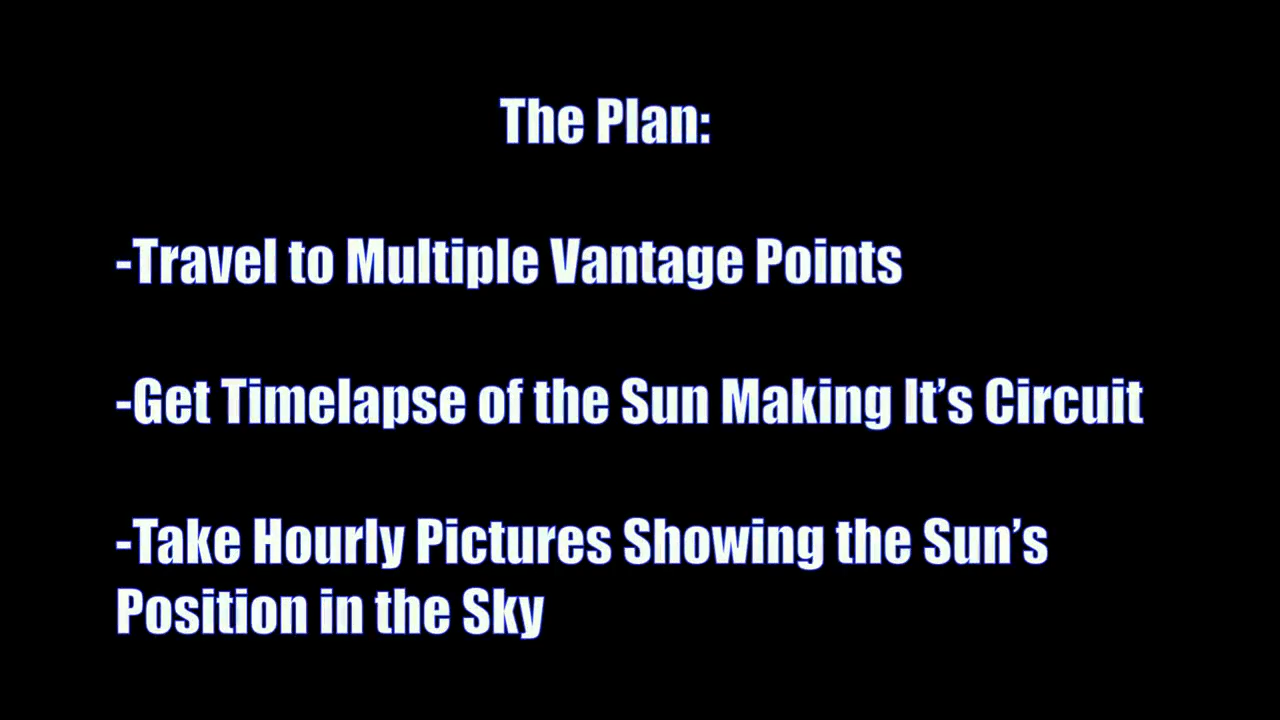 The Plan:
-Travel to Multiple Vantage Points
-Get Timelapse of the Sun Making It’s Circuit
-Take Hourly Pictures Showing the Sun’s
Position in the Sky